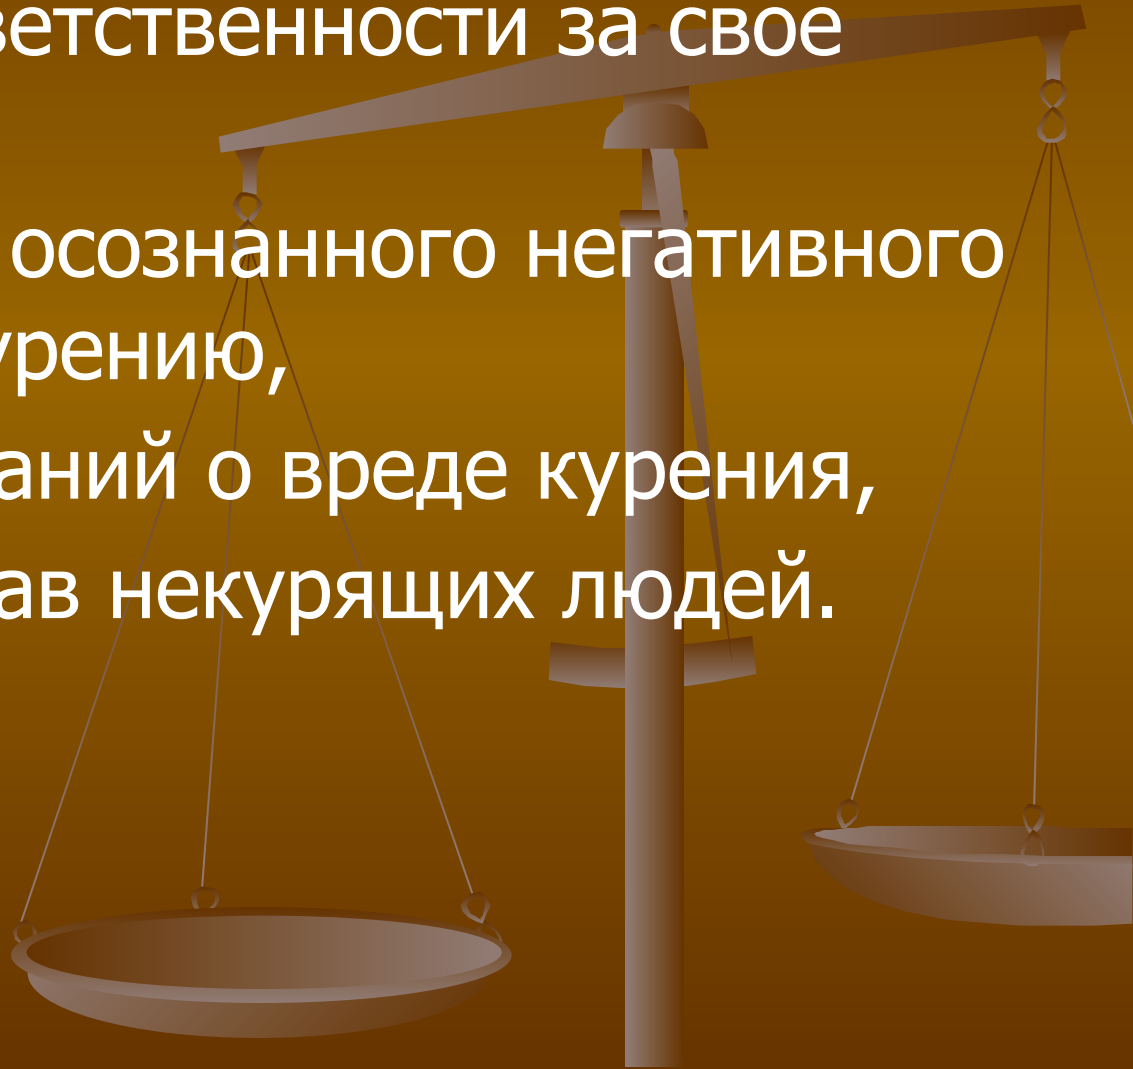 ветственности за свое
осознанного негативного
урению,
аний о вреде курения,
ав некурящих людей.